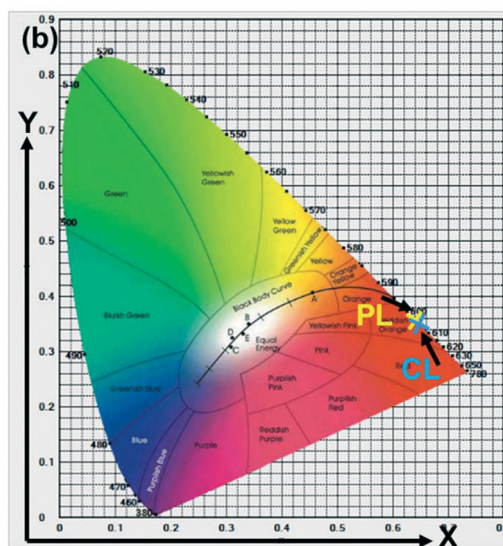 (b)
0.9
0.8
0.7
0.6
0.5
0.4
0.3
0.2
0.1
0
Y
520
530
540
510
550
560
570
500
580
590
600
610
620
630
650
780
490
480
470
460
380
Green
Yellowish
Green
Yellow
Green
Greenish Yellow
Yellow
Orange
Yellow
Black Body Curve
A
B
D
E
C
Equal
Energy
Orange
Orange
Yellowish Pink
Pink
Bluish Green
Greenish Blue
Blue
Purplish Blue
Purple
Purplish
Pink
Purplish
Red
Reddish
Purple
PL
CL
0
0.1
0.2
0.3
0.4
0.5
0.6
0.7
X